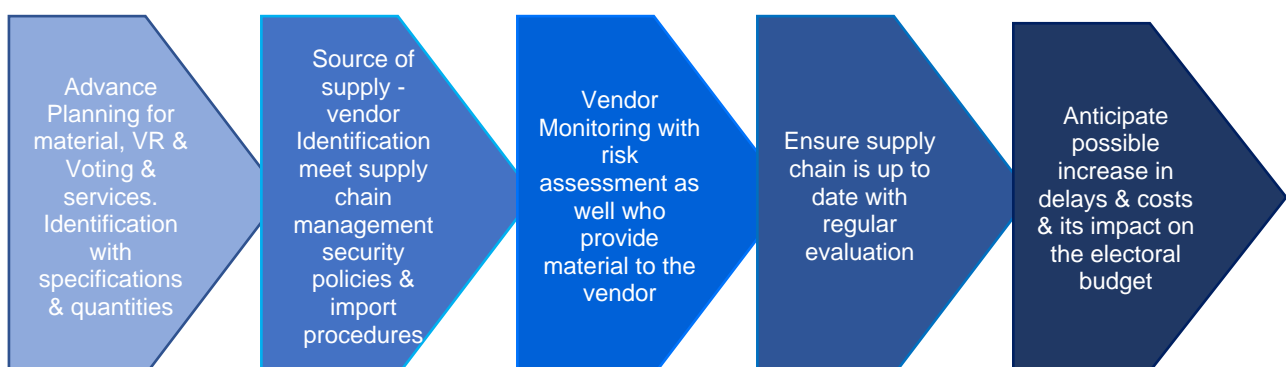 Advance
Planning for
material, VR &
Voting &
services.
Identification
with
specifications
& quantities
Source of
supply -
vendor
Identification
meet supply
chain
management
security
policies &
import
procedures
Vendor
Monitoring with
risk
assessment as
well who
provide
material to the
vendor
Ensure supply
chain is up to
date with
regular
evaluation
Anticipate
possible
increase in
delays & costs
& its impact on
the electoral
budget